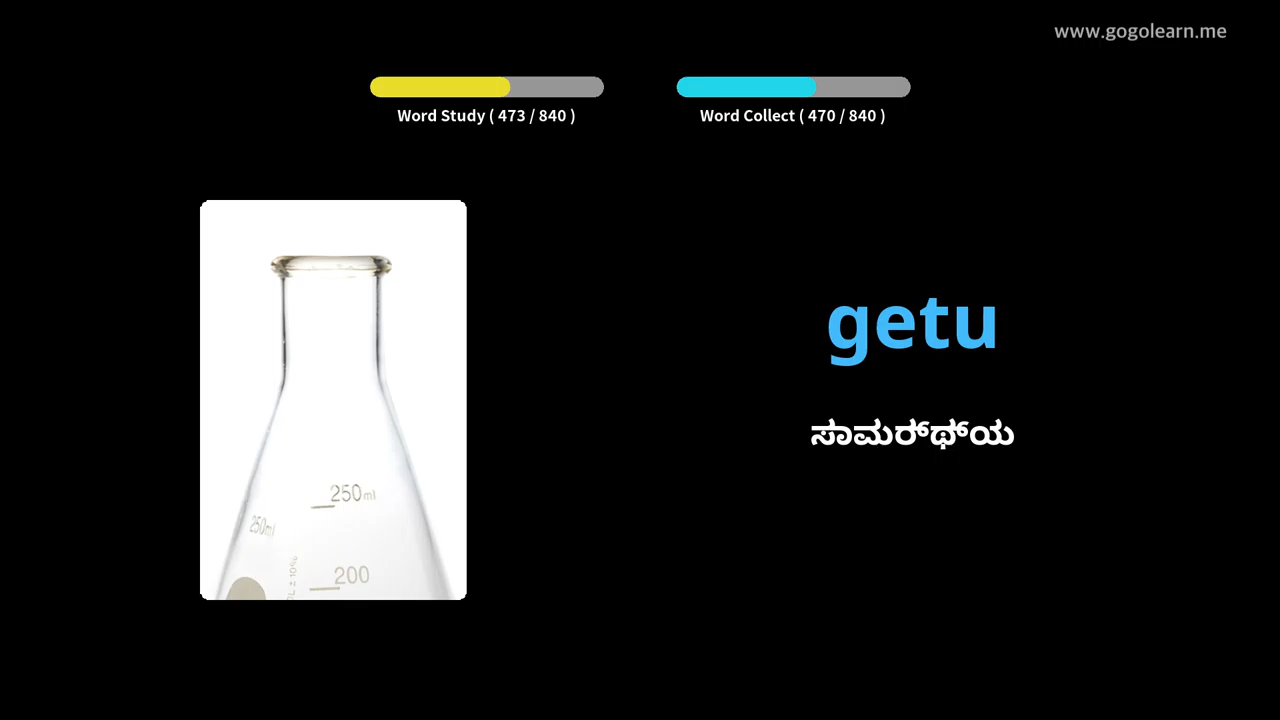 www.gogolearn.me
Word Study ( 473 / 840 )
Word Collect ( 470 / 840 )
getu
ಸಾಮರ್ಥ್ಯ
250ml
250ml
200